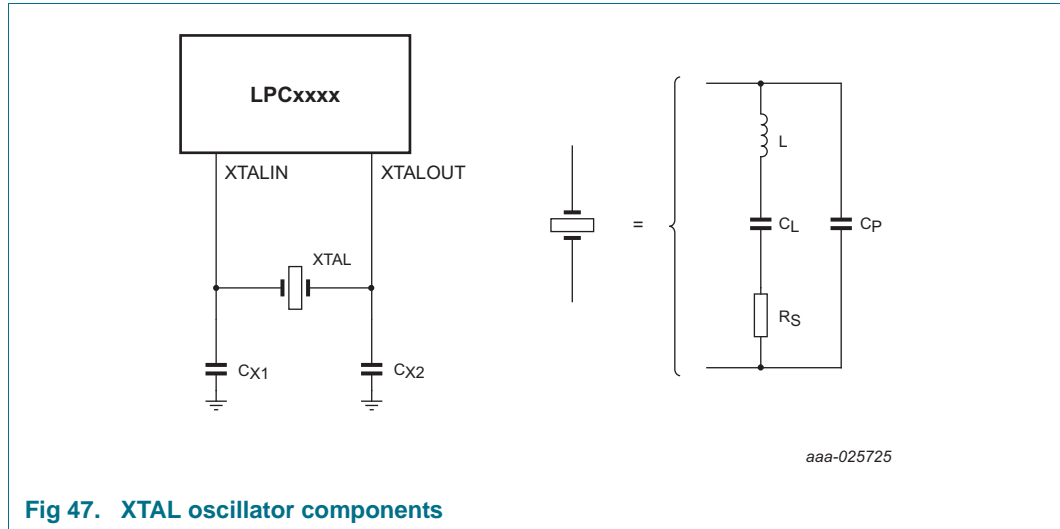 LPCxxxx
XTALIN
XTALOUT
XTAL
CX1
CX2
=
L
CL
CP
RS
aaa-025725
Fig 47. XTAL oscillator components